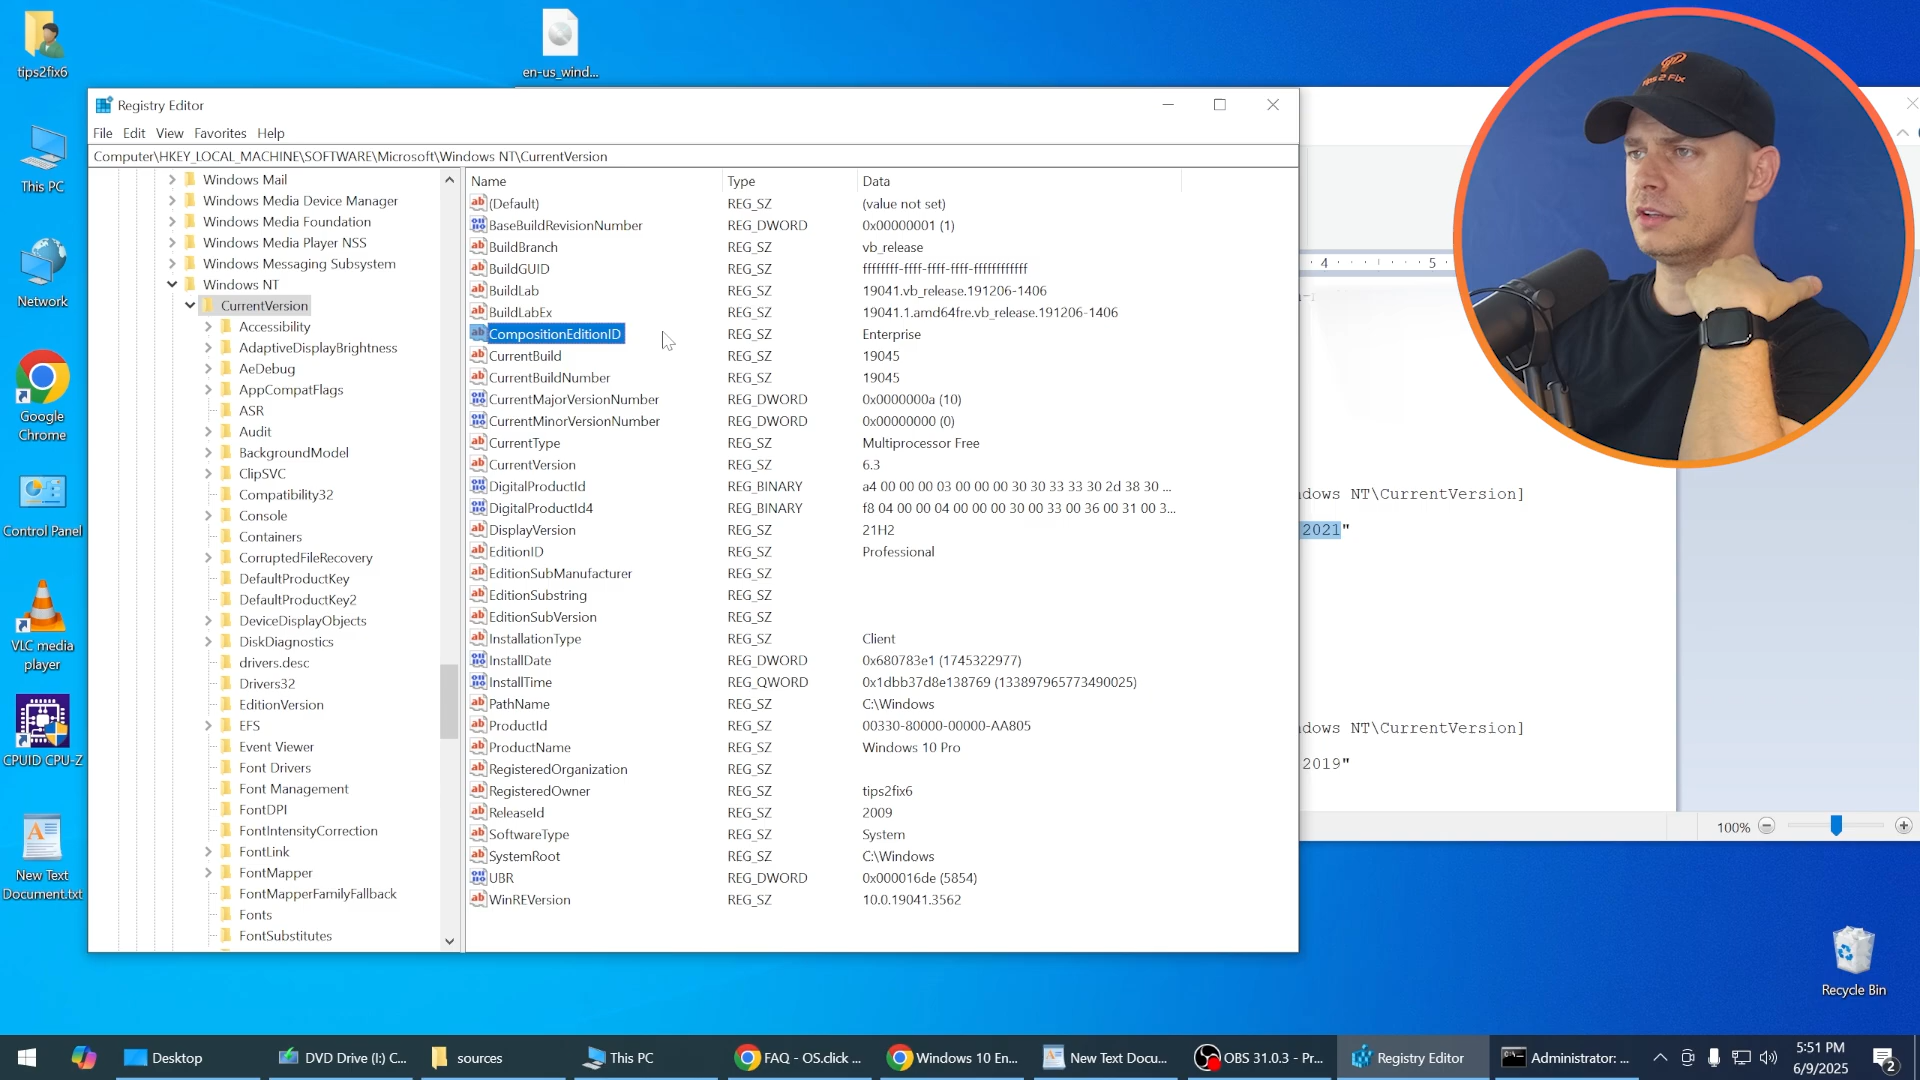 tips2fix6
en-us_wind...
This PC
Network
Google
Chrome
Control Panel
VLC media
player
CPUID CPU-Z
New Text
Document.txt
Recycle Bin
Registry Editor
File Edit View Favorites Help
Computer\HKEY_LOCAL_MACHINE\SOFTWARE\Microsoft\Windows NT\CurrentVersion
Windows Mail
Windows Media Device Manager
Windows Media Foundation
Windows Media Player NSS
Windows Messaging Subsystem
Windows NT
CurrentVersion
Accessibility
AdaptiveDisplayBrightness
AeDebug
AppCompatFlags
ASR
Audit
BackgroundModel
ClipSVC
Compatibility32
Console
Containers
CorruptedFileRecovery
DefaultProductKey
DefaultProductKey2
DeviceDisplayObjects
DiskDiagnostics
drivers.desc
Drivers32
EditionVersion
EFS
Event Viewer
Font Drivers
Font Management
FontDPI
FontIntensityCorrection
FontLink
FontMapper
FontMapperFamilyFallback
Fonts
FontSubstitutes
Name Type Data
(Default) REG_SZ (value not set)
BaseBuildRevisionNumber REG_DWORD 0x00000001 (1)
BuildBranch REG_SZ vb_release
BuildGUID REG_SZ ffffffff-ffff-ffff-ffff-ffffffffffff
BuildLab REG_SZ 19041.vb_release.191206-1406
BuildLabEx REG_SZ 19041.1.amd64fre.vb_release.191206-1406
CompositionEditionID REG_SZ Enterprise
CurrentBuild REG_SZ 19045
CurrentBuildNumber REG_SZ 19045
CurrentMajorVersionNumber REG_DWORD 0x0000000a (10)
CurrentMinorVersionNumber REG_DWORD 0x00000000 (0)
CurrentType REG_SZ Multiprocessor Free
CurrentVersion REG_SZ 6.3
DigitalProductId REG_BINARY a4 00 00 00 03 00 00 00 30 30 33 33 30 2d 38 30 ...
DigitalProductId4 REG_BINARY f8 04 00 00 04 00 00 00 30 00 33 00 36 00 31 00 3...
DisplayVersion REG_SZ 21H2
EditionID REG_SZ Professional
EditionSubManufacturer REG_SZ
EditionSubstring REG_SZ
EditionSubVersion REG_SZ
InstallationType REG_SZ Client
InstallDate REG_DWORD 0x680783e1 (1745322977)
InstallTime REG_QWORD 0x1dbb37d8e138769 (133897965773490025)
PathName REG_SZ C:\Windows
ProductId REG_SZ 00330-80000-00000-AA805
ProductName REG_SZ Windows 10 Pro
RegisteredOrganization REG_SZ
RegisteredOwner REG_SZ tips2fix6
ReleaseId REG_SZ 2009
SoftwareType REG_SZ System
SystemRoot REG_SZ C:\Windows
UBR REG_DWORD 0x000016de (5854)
WinREVersion REG_SZ 10.0.19041.3562
4 5
dows NT\CurrentVersion]
2021"
dows NT\CurrentVersion]
2019"
100%
Tips 2 Fix
Desktop
DVD Drive (I:) C...
sources
This PC
FAQ - OS.click ...
Windows 10 En...
New Text Docu...
OBS 31.0.3 - Pr...
Registry Editor
Administrator: ...
5:51 PM
6/9/2025
2